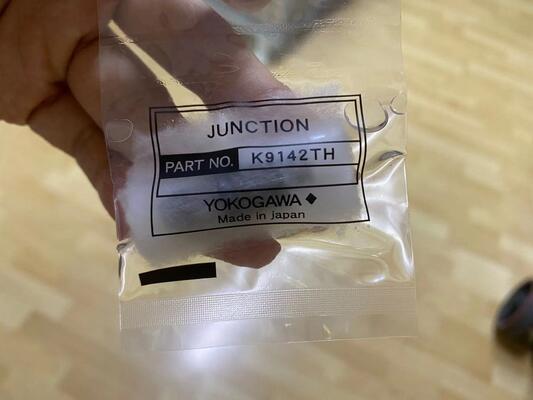 JUNCTION
PART NO. K9142TH
YOKOGAWA ◆
Made in Japan